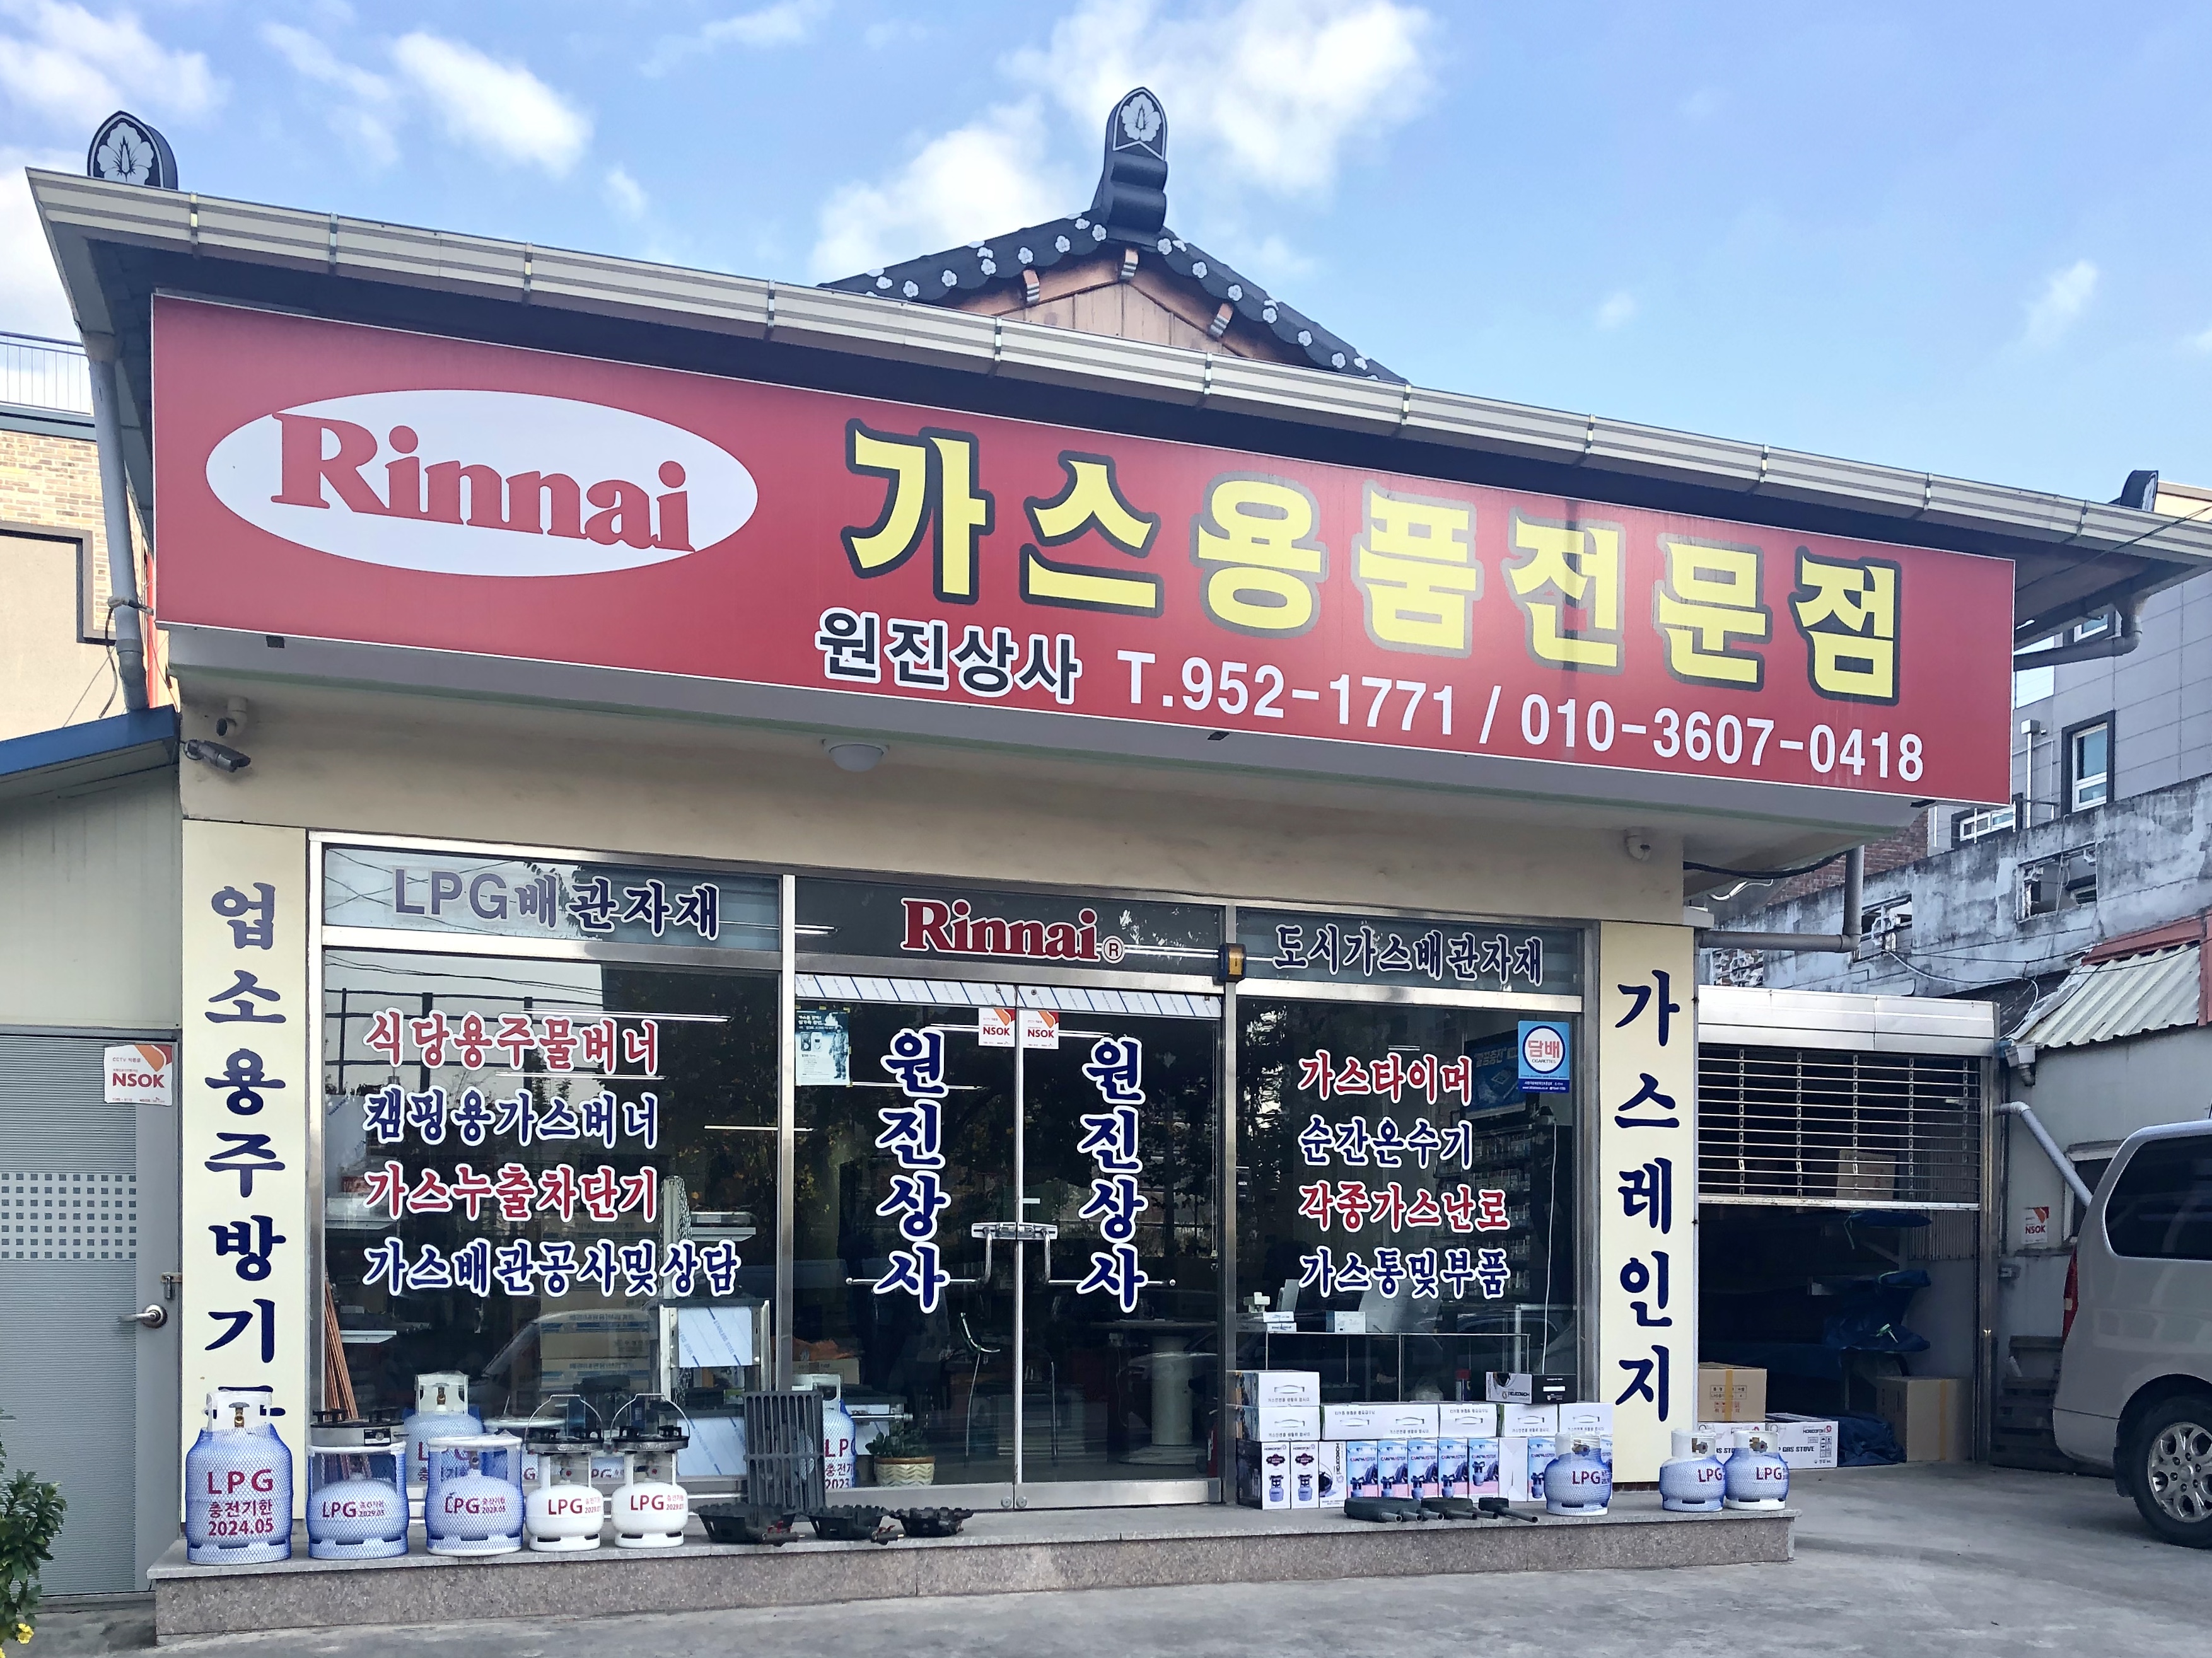 Rinnai
가스용품전문점
원진상사 T.952-1771 / 010-3607-0418
업소용주방기
LPG배관자재
식당용주물버너
캠핑용가스버너
가스누출차단기
가스배관공사및상담
Rinnai®
원진상사
원진상사
NSOK
NSOK
도시가스배관자재
가스타이머
순간온수기
각종가스난로
가스통및부품
담배
가스레인지
NSOK
NSOK
LPG
충전기한
2024.05
LPG
LPG
LPG
LPG
LPG
LPG
LPG
GAS STOVE